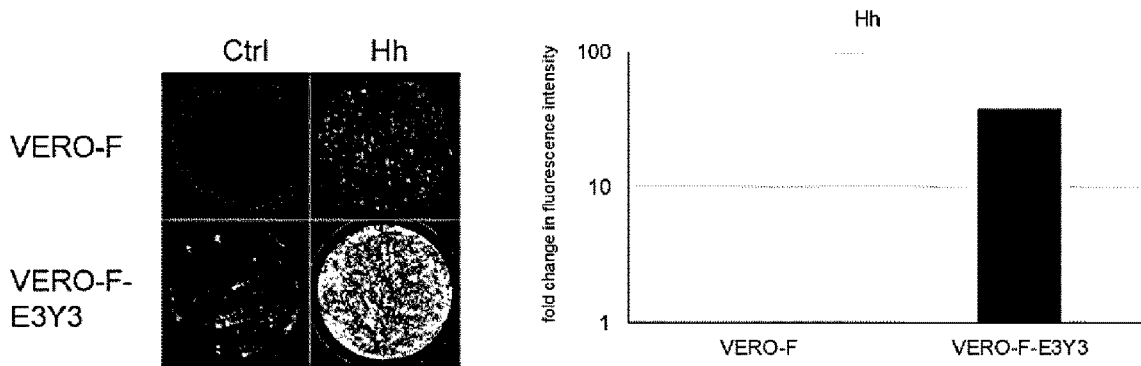 Ctrl
Hh
VERO-F
VERO-F-
E3Y3
Hh
fold change in fluorescence intensity
100
10
1
VERO-F
VERO-F-E3Y3